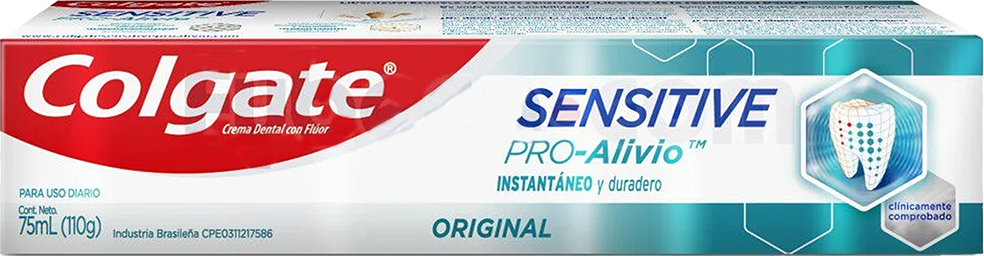 Colgate®
Crema Dental con Flúor
SENSITIVE
PRO-Alivio™
INSTANTÁNEO y duradero
PARA USO DIARIO
Cont. Neto.
75mL (110g)
Industria Brasileña CPE0311217586
ORIGINAL
clínicamente
comprobado